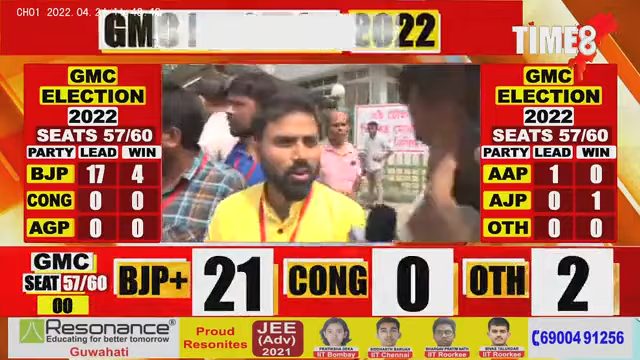 CH01 2022.04.24
GMC
2022
TIME8
GMC
ELECTION
2022
SEATS 57/60
PARTY LEAD WIN
BJP 17 4
CONG 0 0
AGP 0 0
GMC
ELECTION
2022
SEATS 57/60
PARTY LEAD WIN
AAP 1 0
AJP 0 1
OTH 0 0
GMC
SEAT 57/60
00
BJP+ 21 CONG 0 OTH 2
Resonance
Educating for better tomorrow
Guwahati
Proud
Resonites
JEE
(Adv)
2021
IIT Bombay
IIT Chennai
IIT Roorkee
IIT Roorkee
6900491256